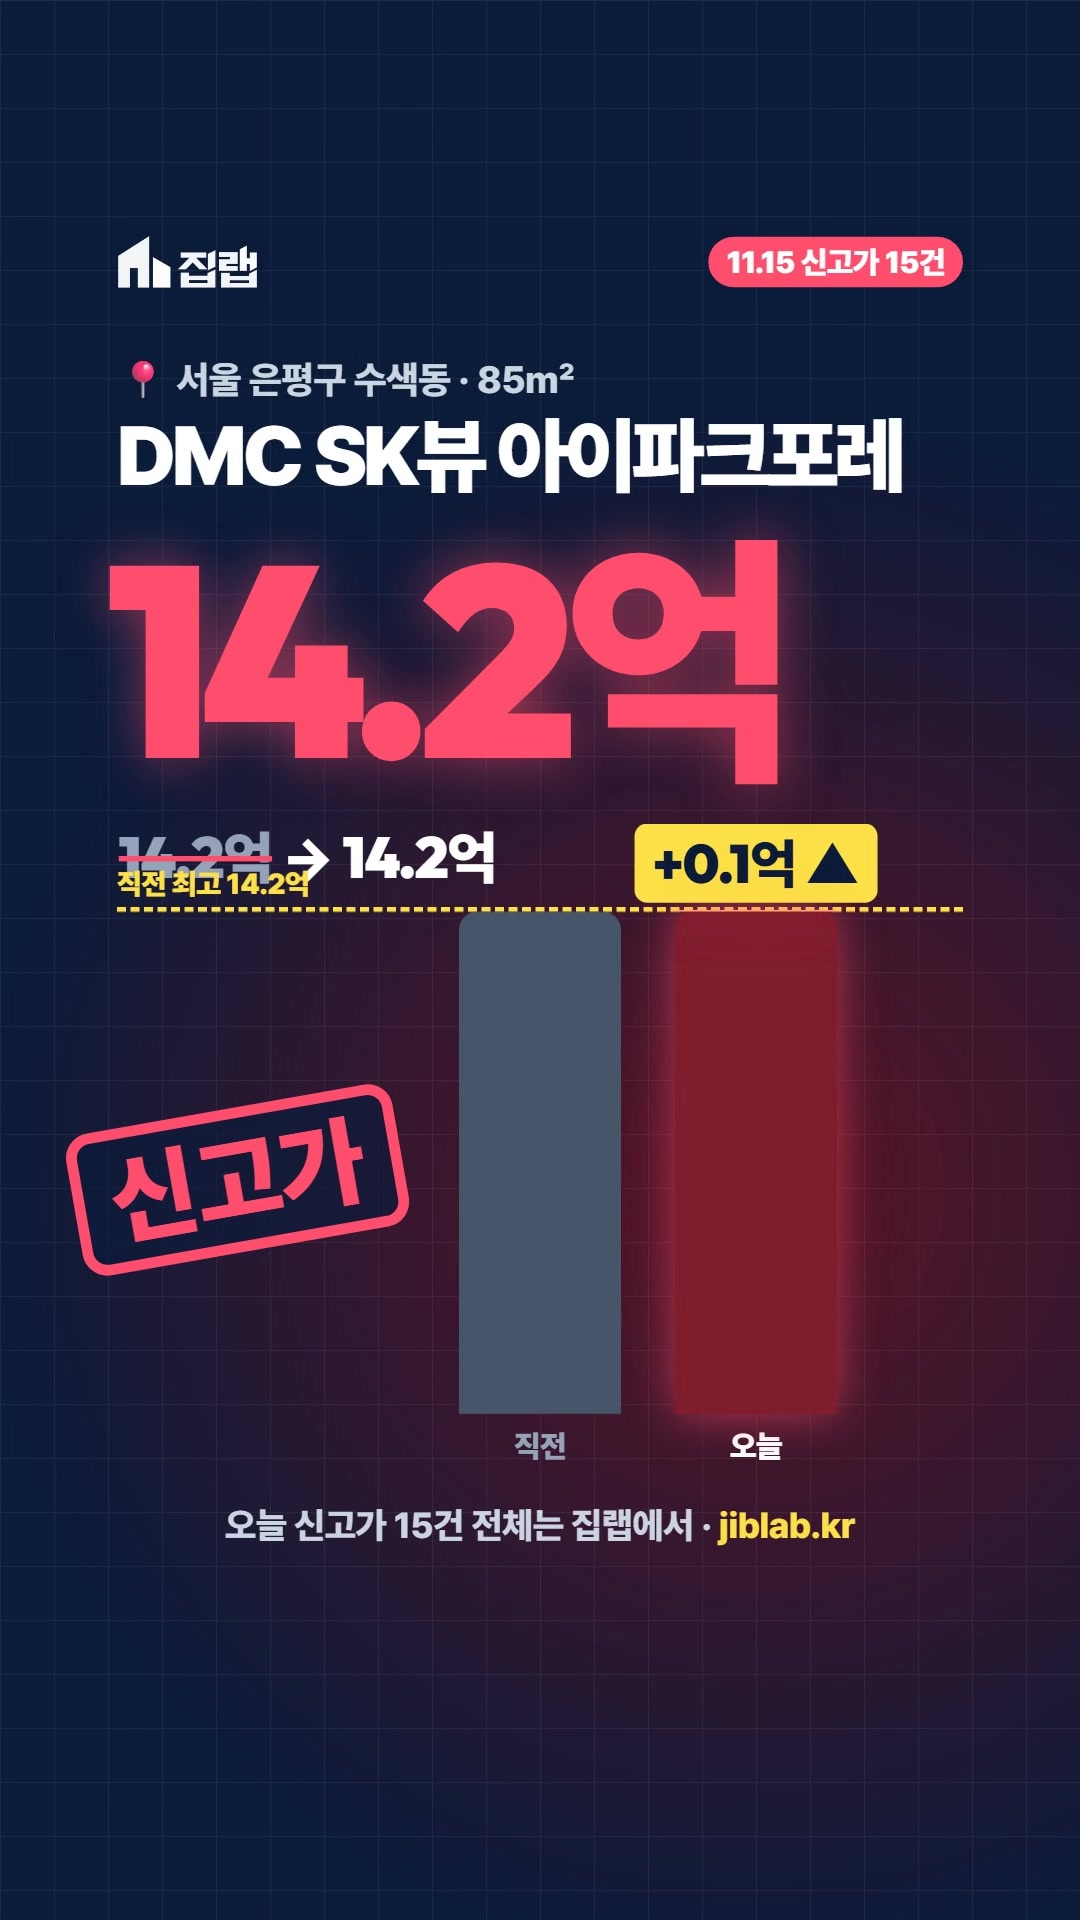 집랩
11.15 신고가 15건
서울 은평구 수색동 · 85m²
DMC SK뷰 아이파크포레
14.2억
14.2억 → 14.2억
+0.1억 ▲
직전 최고 14.2억
신고가
직전
오늘
오늘 신고가 15건 전체는 집랩에서 · jiblab.kr